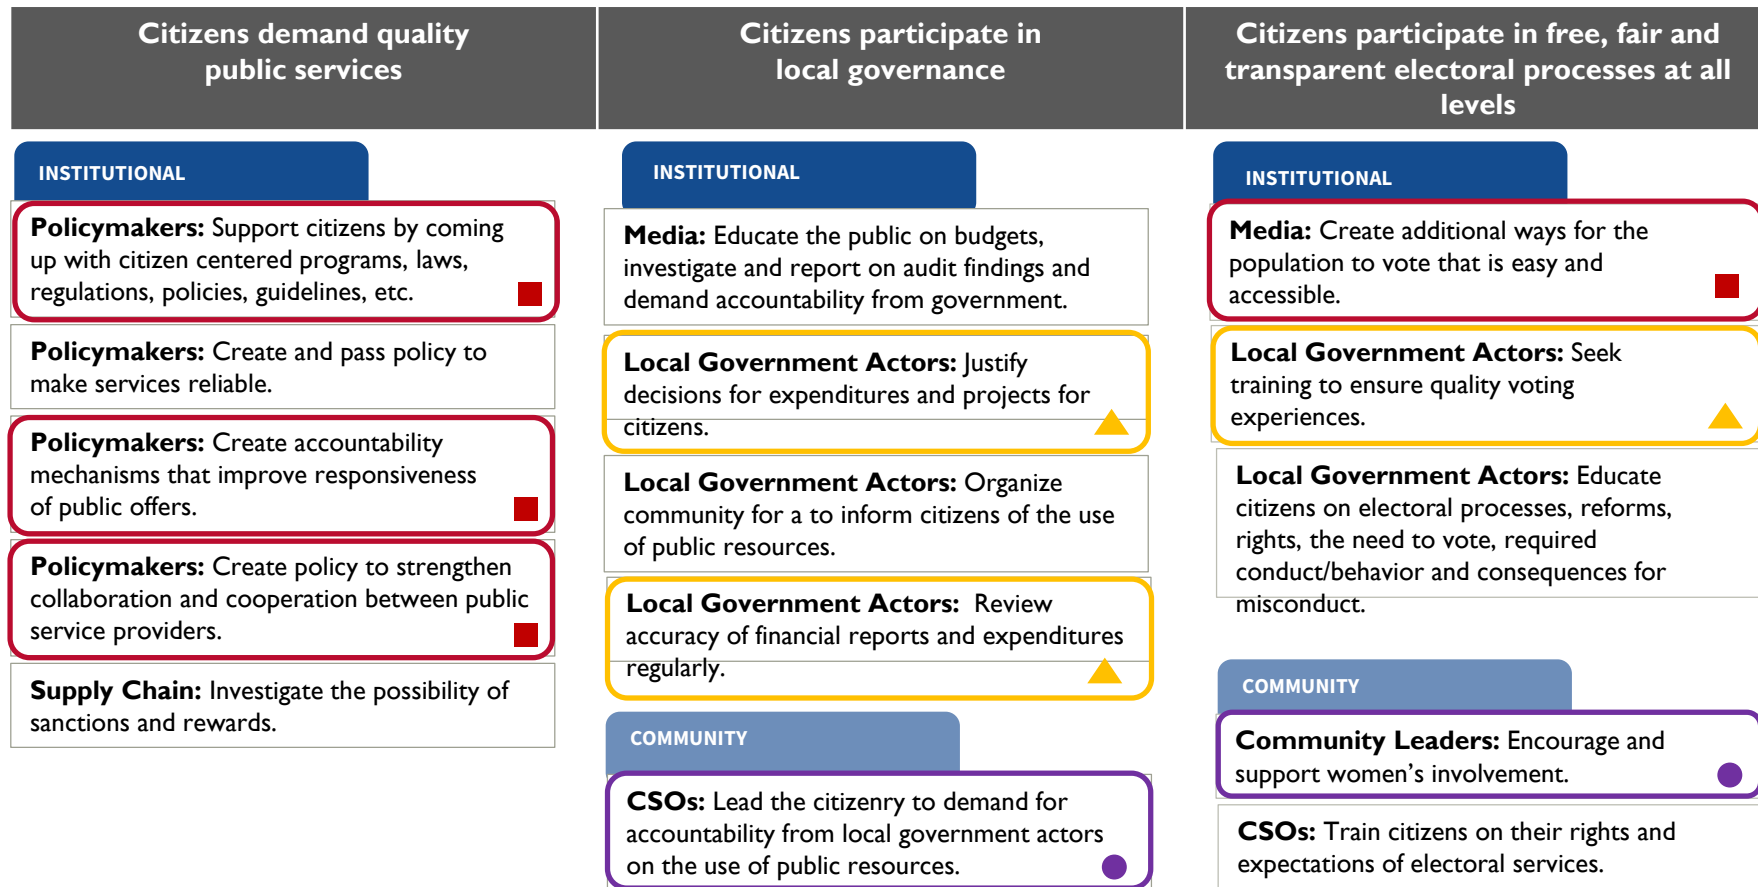 Citizens demand quality
public services
Citizens participate in
local governance
Citizens participate in free, fair and
transparent electoral processes at all
levels
INSTITUTIONAL
Policymakers: Support citizens by coming
up with citizen centered programs, laws,
regulations, policies, guidelines, etc.
Policymakers: Create and pass policy to
make services reliable.
Policymakers: Create accountability
mechanisms that improve responsiveness
of public offers.
Policymakers: Create policy to strengthen
collaboration and cooperation between public
service providers.
Supply Chain: Investigate the possibility of
sanctions and rewards.
INSTITUTIONAL
Media: Educate the public on budgets,
investigate and report on audit findings and
demand accountability from government.
Local Government Actors: Justify
decisions for expenditures and projects for
citizens.
Local Government Actors: Organize
community for a to inform citizens of the use
of public resources.
Local Government Actors: Review
accuracy of financial reports and expenditures
regularly.
COMMUNITY
CSOs: Lead the citizenry to demand for
accountability from local government actors
on the use of public resources.
INSTITUTIONAL
Media: Create additional ways for the
population to vote that is easy and
accessible.
Local Government Actors: Seek
training to ensure quality voting
experiences.
Local Government Actors: Educate
citizens on electoral processes, reforms,
rights, the need to vote, required
conduct/behavior and consequences for
misconduct.
COMMUNITY
Community Leaders: Encourage and
support women's involvement.
CSOs: Train citizens on their rights and
expectations of electoral services.